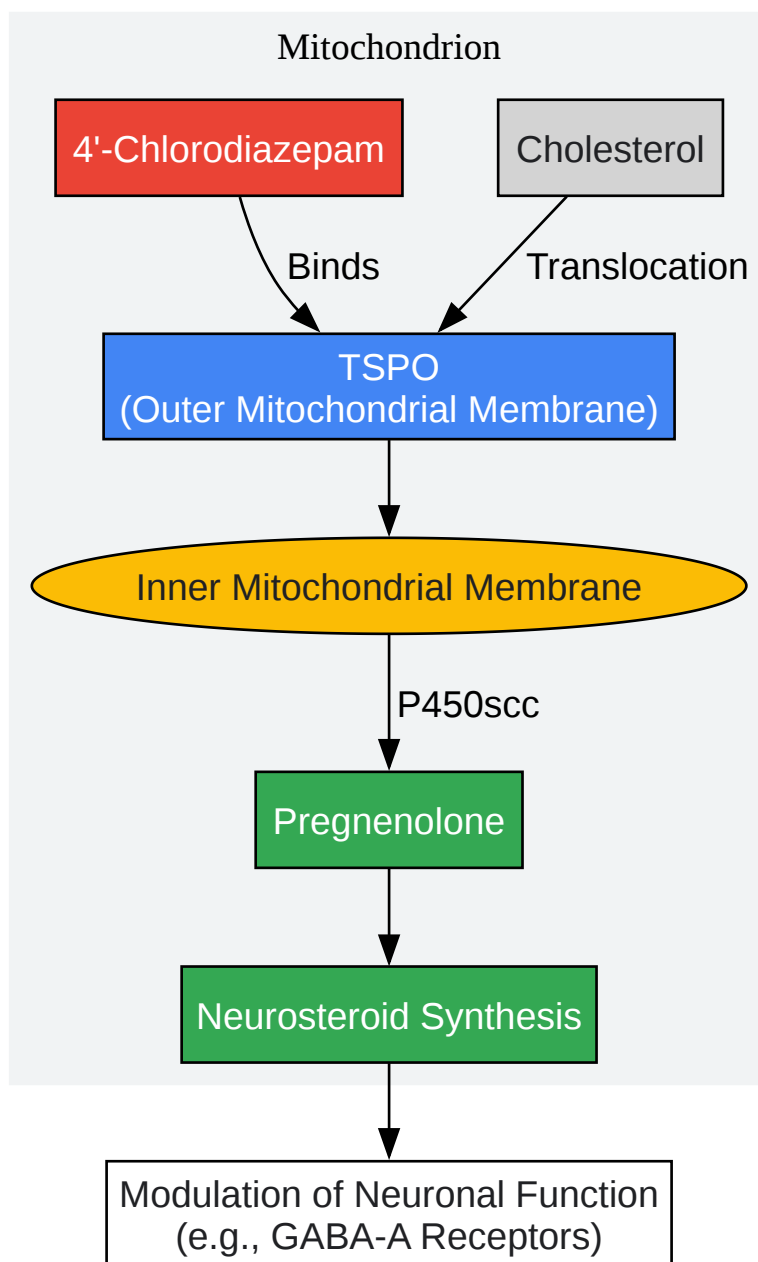 Mitochondrion
4'-Chlorodiazepam
Cholesterol
Binds
Translocation
TSPO
(Outer Mitochondrial Membrane)
Inner Mitochondrial Membrane
P450scc
Pregnenolone
Neurosteroid Synthesis
Modulation of Neuronal Function
(e.g., GABA-A Receptors)